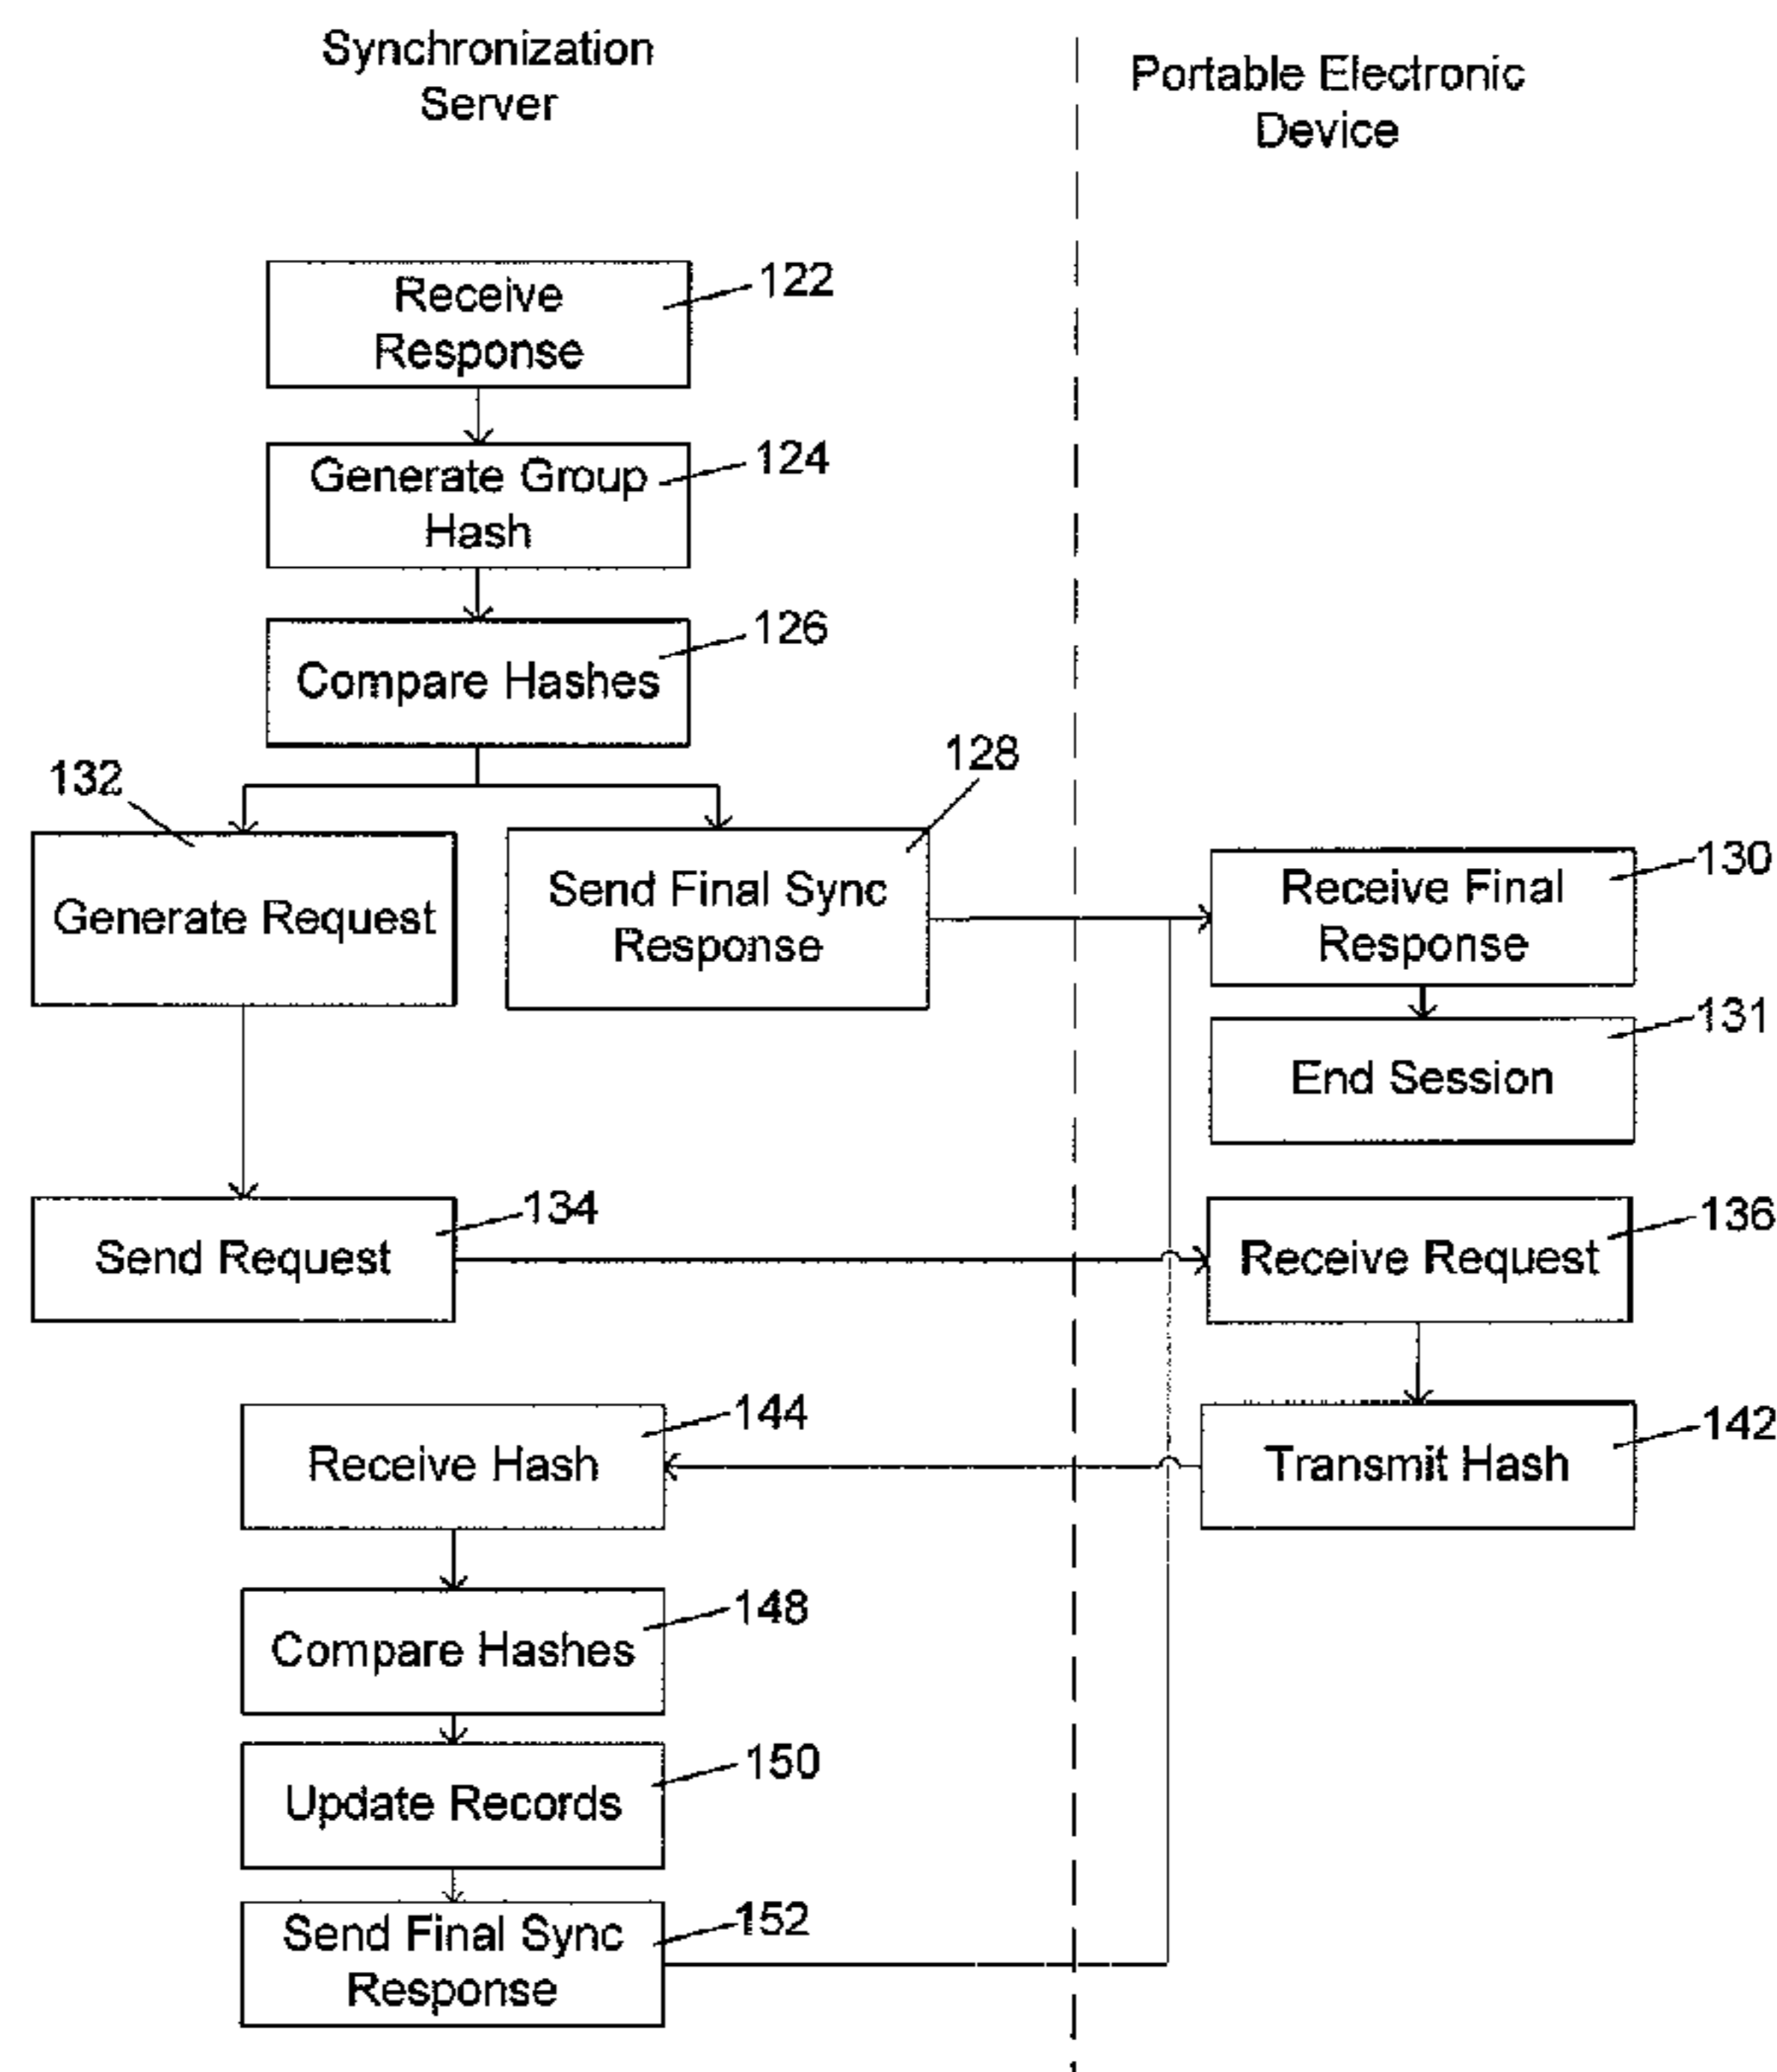 Synchronization
Server
Portable Electronic
Device
Receive
Response
122
Generate Group
Hash
124
Compare Hashes
126
132
128
Generate Request
Send Final Sync
Response
Receive Final
Response
130
End Session
131
Send Request
134
Receive Request
136
Receive Hash
144
Transmit Hash
142
Compare Hashes
148
Update Records
150
Send Final Sync
Response
152